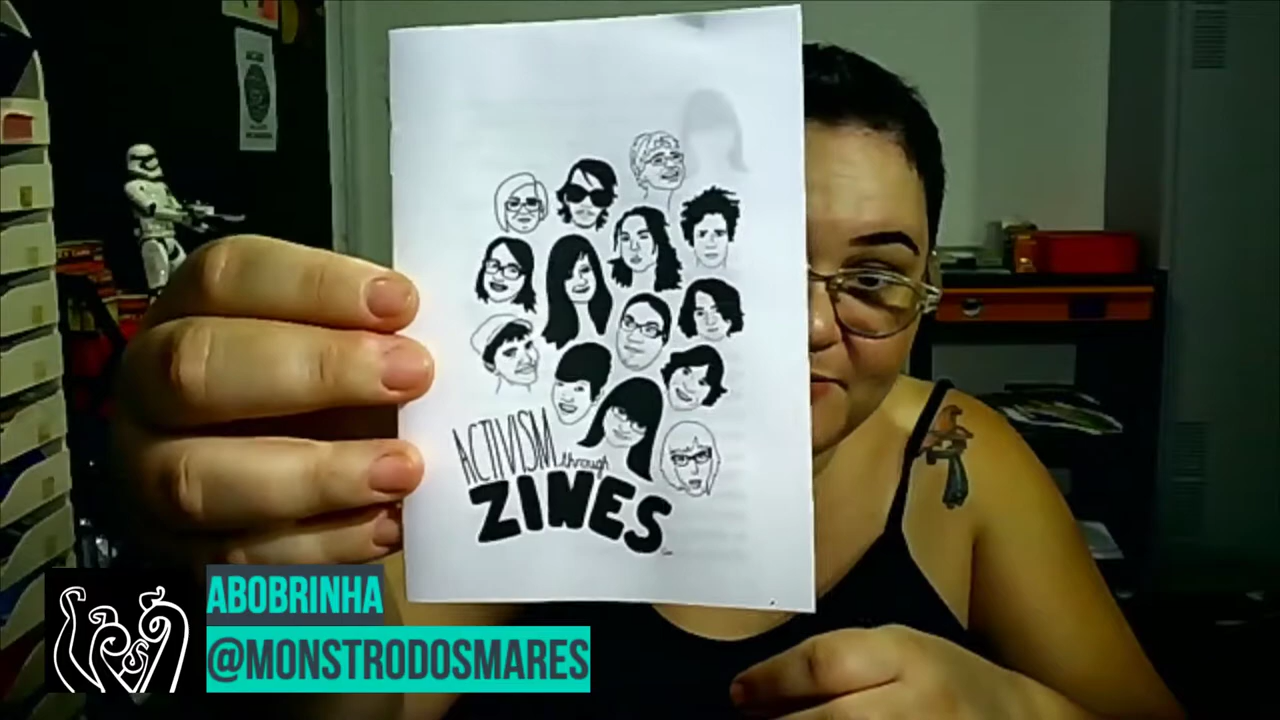 ACTIVISM
through
ZINES
ABOBRINHA
@MONSTRODOSMARES